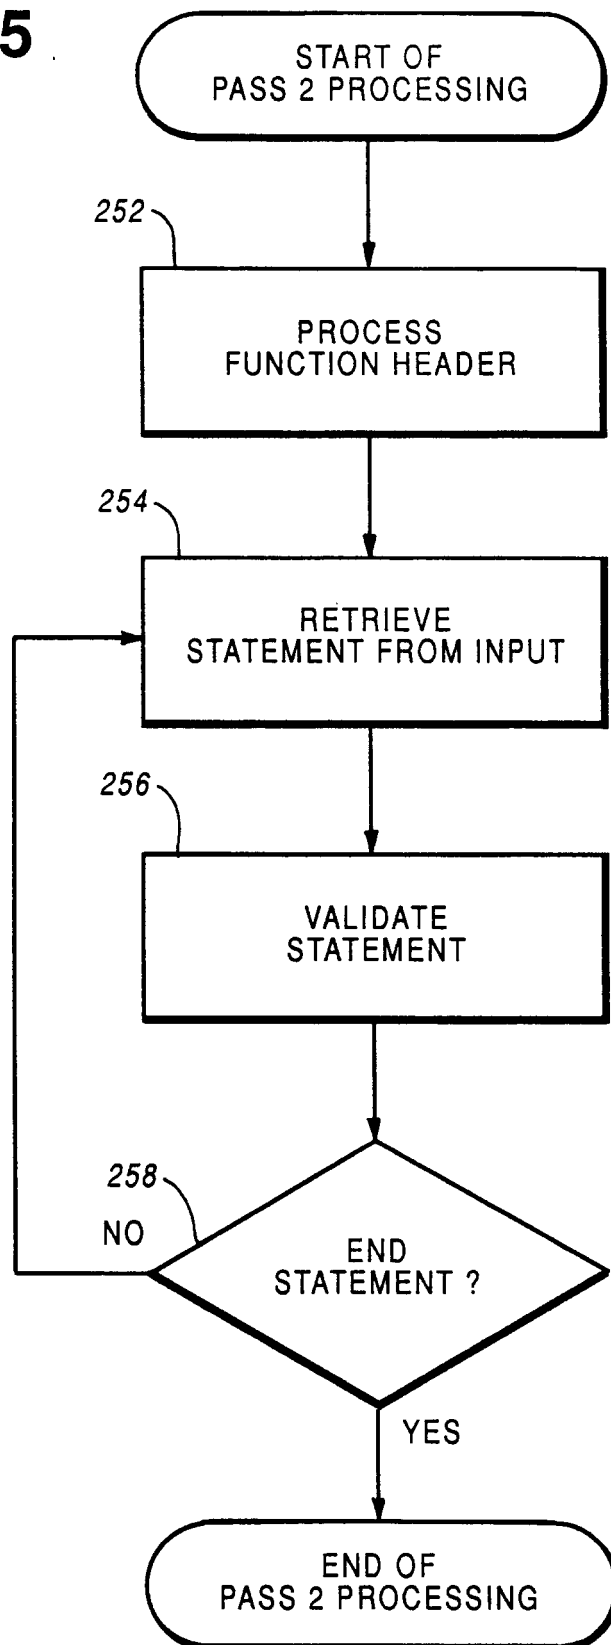 5
START OF
PASS 2 PROCESSING
252
PROCESS
FUNCTION HEADER
254
RETRIEVE
STATEMENT FROM INPUT
256
VALIDATE
STATEMENT
258
NO
END
STATEMENT ?
YES
END OF
PASS 2 PROCESSING